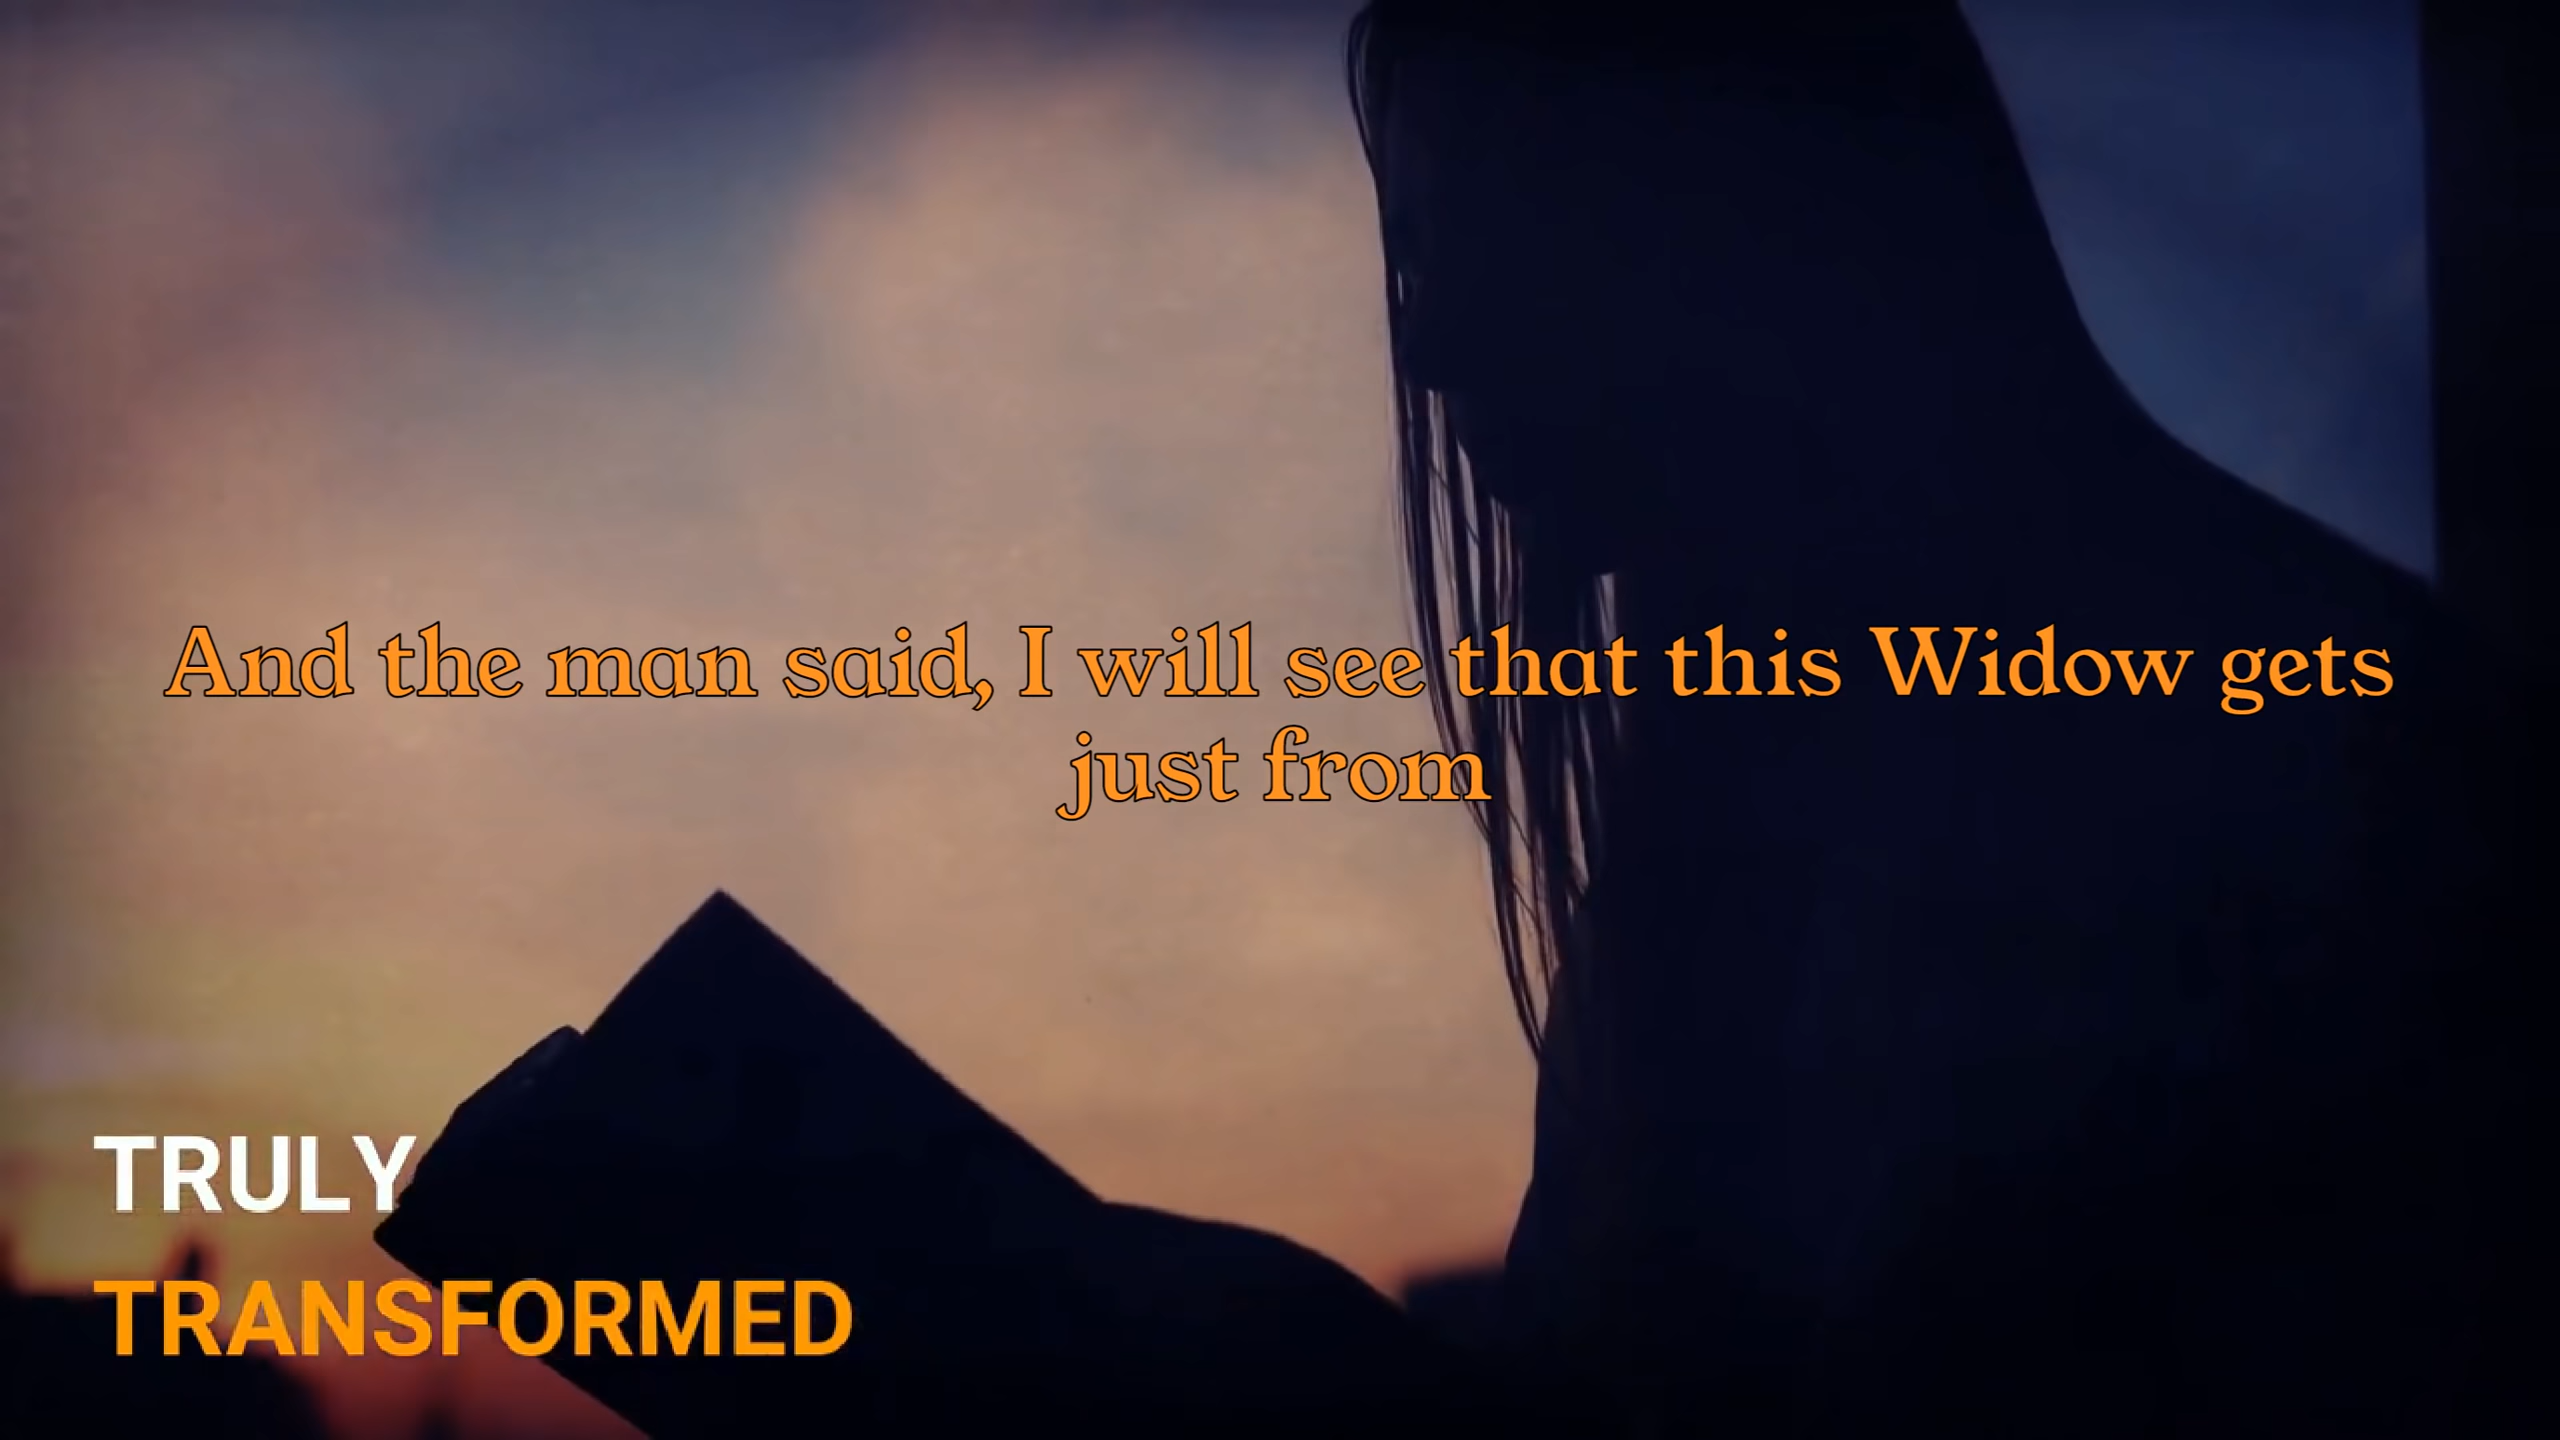 And the man said, I will see that this Widow gets
just from
TRULY
TRANSFORMED